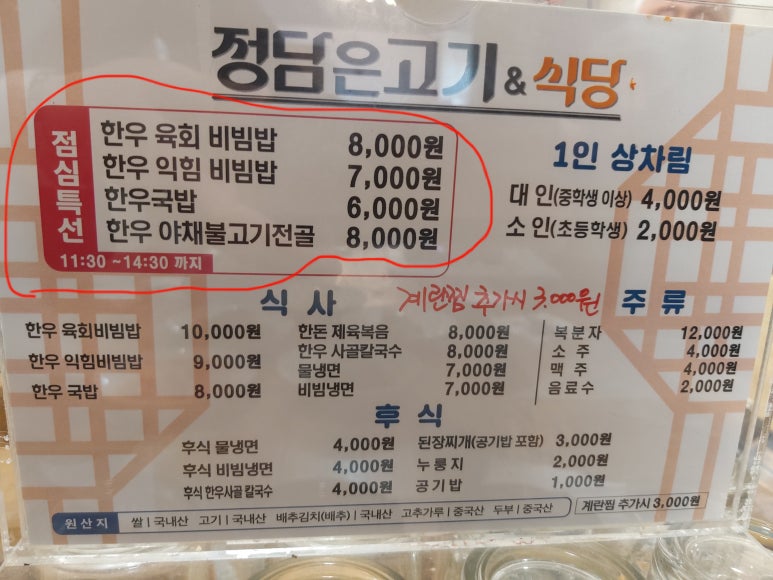 정담은고기&식당
점심특선
한우 육회 비빔밥 8,000원
한우 익힘 비빔밥 7,000원
한우국밥 6,000원
한우 야채불고기전골 8,000원
11:30 ~14:30 까지
1인 상차림
대 인(중학생 이상) 4,000원
소 인(초등학생) 2,000원
식 사
계란찜 추가시 3,000원
한우 육회비빔밥 10,000원
한우 익힘비빔밥 9,000원
한우 국밥 8,000원
한돈 제육볶음 8,000원
한우 사골칼국수 8,000원
물냉면 7,000원
비빔냉면 7,000원
주 류
복분자 12,000원
소 주 4,000원
맥 주 4,000원
음료수 2,000원
후 식
후식 물냉면 4,000원
후식 비빔냉면 4,000원
후식 한우사골 칼국수 4,000원
된장찌개(공기밥 포함) 3,000원
누룽지 2,000원
공기밥 1,000원
계란찜 추가시 3,000원
원산지 쌀 | 국내산 고기 | 국내산 배추김치(배추) | 국내산 고추가루 | 중국산 두부 | 중국산